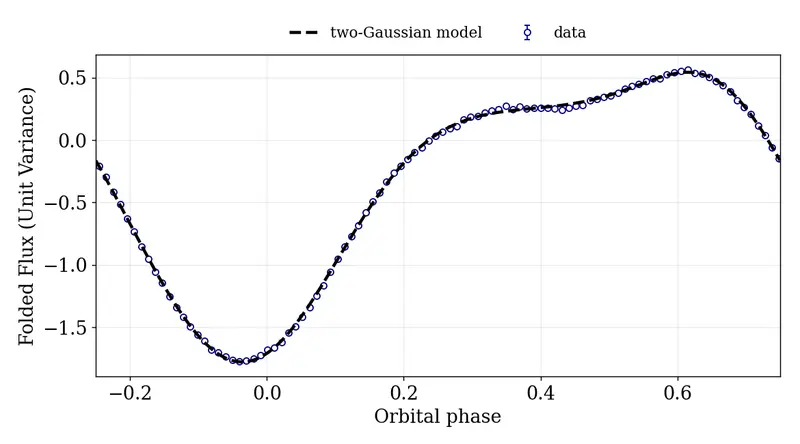 two-Gaussian model
data
Folded Flux (Unit Variance)
0.5
0.0
−0.5
−1.0
−1.5
−0.2
0.0
0.2
0.4
0.6
Orbital phase